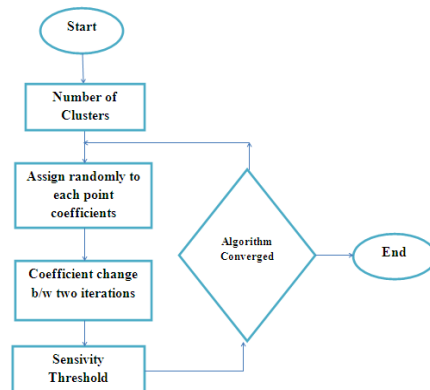 Start
Number of
Clusters
Assign randomly to
each point
coefficients
Coefficient change
b/w two iterations
Sensivity
Threshold
Algorithm
Converged
End